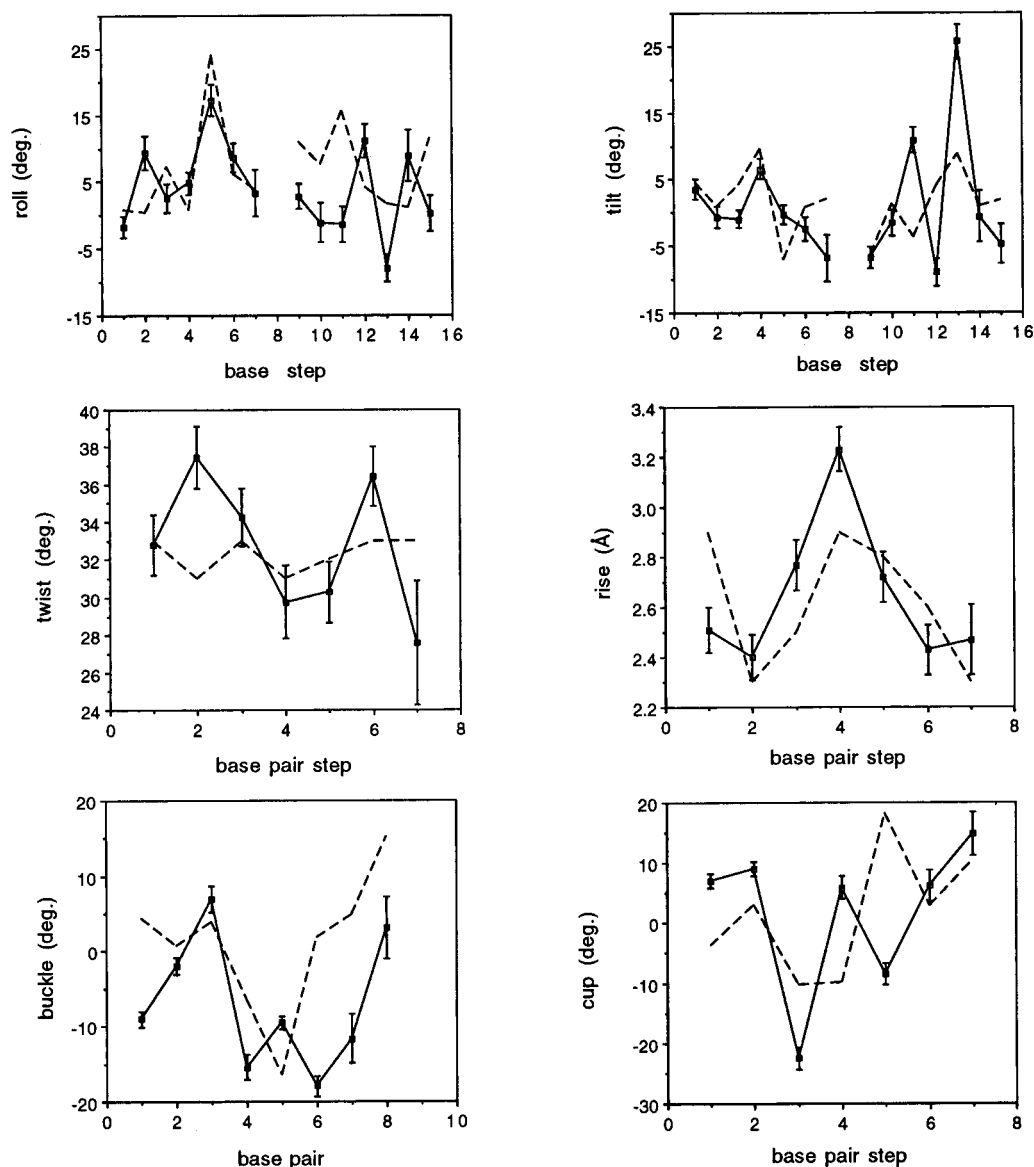 25
15
5
-5
-15
roll (deg.)
0 2 4 6 8 10 12 14 16
base step
25
15
5
-5
-15
tilt (deg.)
0 2 4 6 8 10 12 14 16
base step
40
38
36
34
32
30
28
26
24
twist (deg.)
0 2 4 6 8
base pair step
3.4
3.2
3.0
2.8
2.6
2.4
2.2
rise (Å)
0 2 4 6 8
base pair step
20
10
0
-10
-20
buckle (deg.)
0 2 4 6 8 10
base pair
20
10
0
-10
-20
-30
cup (deg.)
0 2 4 6 8
base pair step